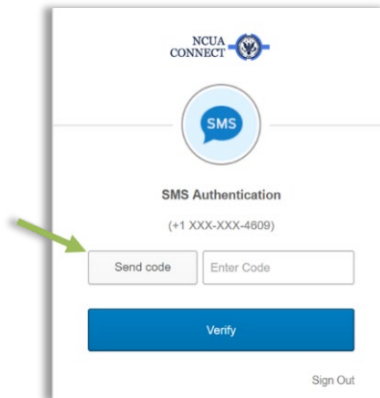 NCUA
CONNECT
SMS
SMS Authentication
(+1 XXX-XXX-4609)
Send code
Enter Code
Verify
Sign Out